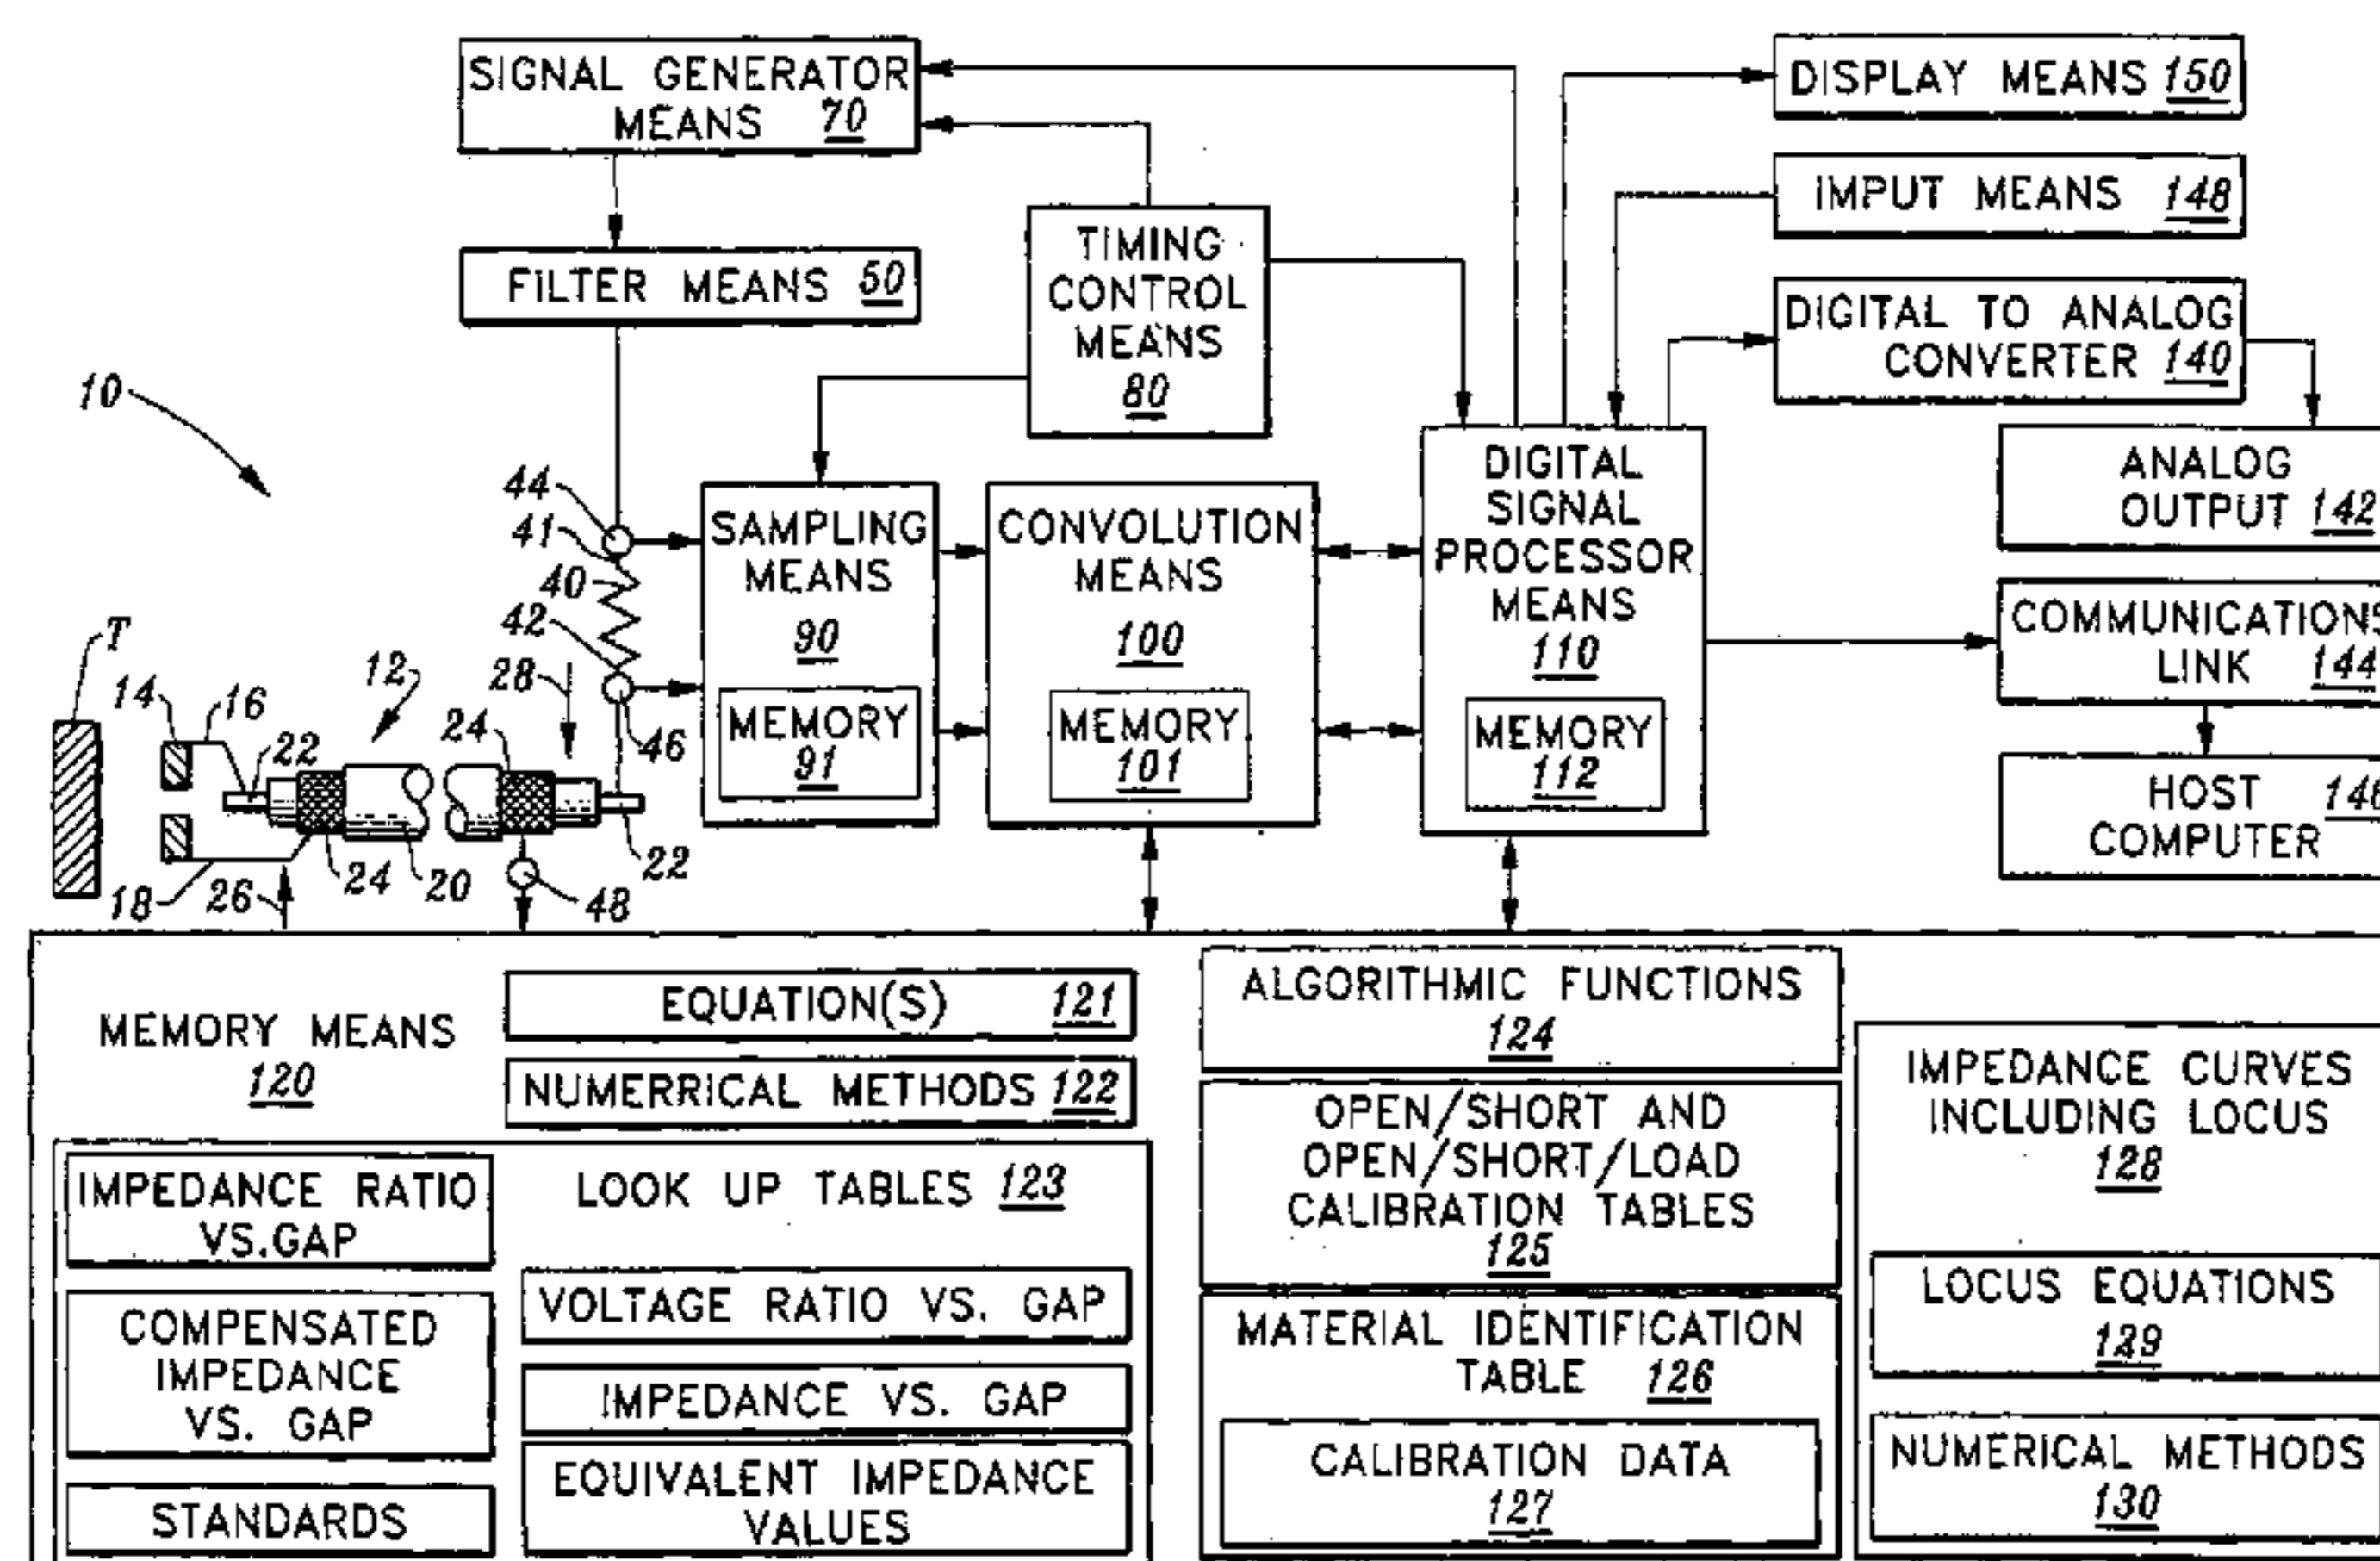 SIGNAL GENERATOR
MEANS 70
DISPLAY MEANS 150
IMPUT MEANS 148
FILTER MEANS 50
TIMING
CONTROL
MEANS
80
DIGITAL TO ANALOG
CONVERTER 140
10
44
41
40
42
SAMPLING
MEANS
90
MEMORY
91
CONVOLUTION
MEANS
100
MEMORY
101
DIGITAL
SIGNAL
PROCESSOR
MEANS
110
MEMORY
112
ANALOG
OUTPUT 142
COMMUNICATIONS
LINK 144
HOST 146
COMPUTER
T
14
16
12
28
24
46
22
18
26
24
20
48
22
MEMORY MEANS
120
EQUATION(S) 121
NUMERRICAL METHODS 122
IMPEDANCE RATIO
VS.GAP
LOOK UP TABLES 123
COMPENSATED
IMPEDANCE
VS. GAP
VOLTAGE RATIO VS. GAP
IMPEDANCE VS. GAP
STANDARDS
EQUIVALENT IMPEDANCE
VALUES
ALGORITHMIC FUNCTIONS
124
OPEN/SHORT AND
OPEN/SHORT/LOAD
CALIBRATION TABLES
125
MATERIAL IDENTIFICATION
TABLE 126
CALIBRATION DATA
127
IMPEDANCE CURVES
INCLUDING LOCUS
128
LOCUS EQUATIONS
129
NUMERICAL METHODS
130